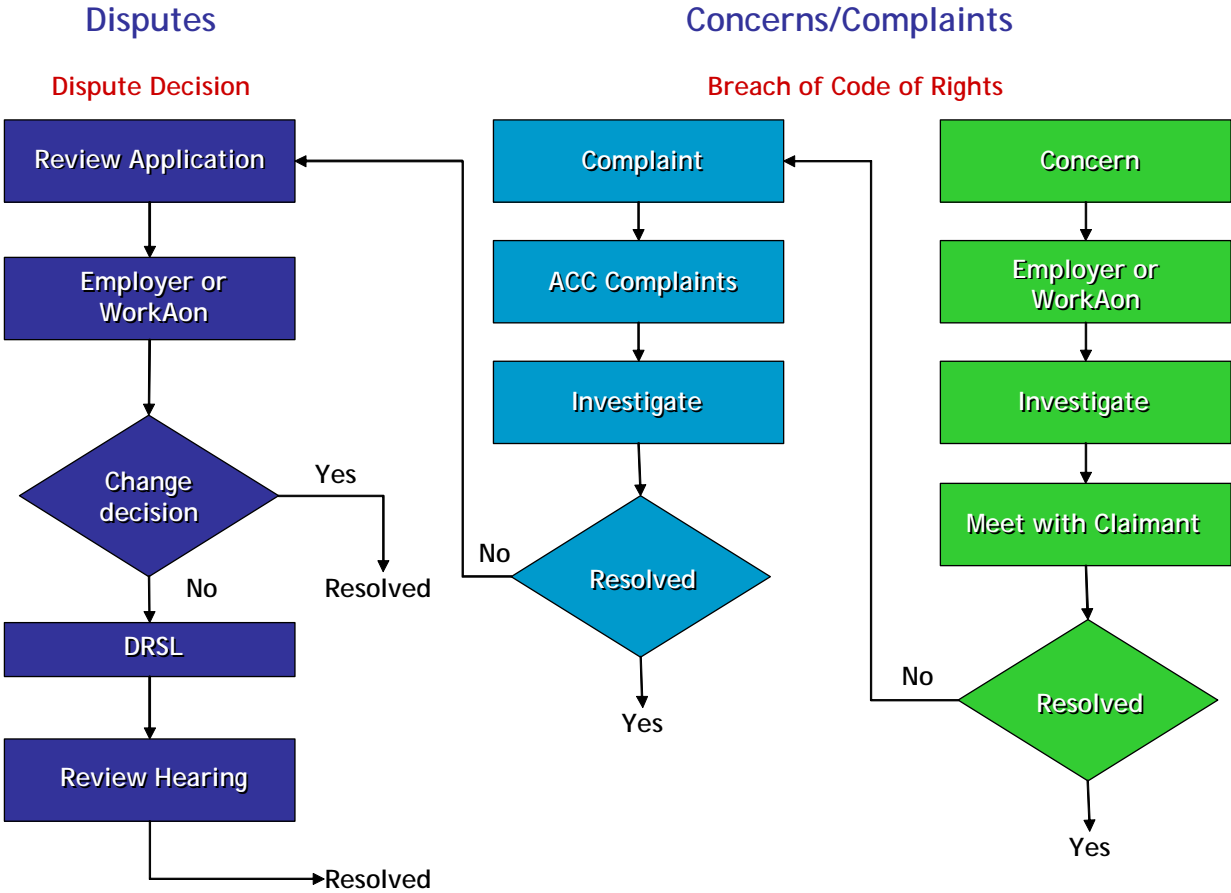 Disputes
Concerns/Complaints
Dispute Decision
Breach of Code of Rights
Review Application
Employer or
WorkAon
Change
decision
Yes
Resolved
No
DRSL
Review Hearing
Resolved
Complaint
ACC Complaints
Investigate
No
Resolved
Yes
Concern
Employer or
WorkAon
Investigate
Meet with Claimant
No
Resolved
Yes